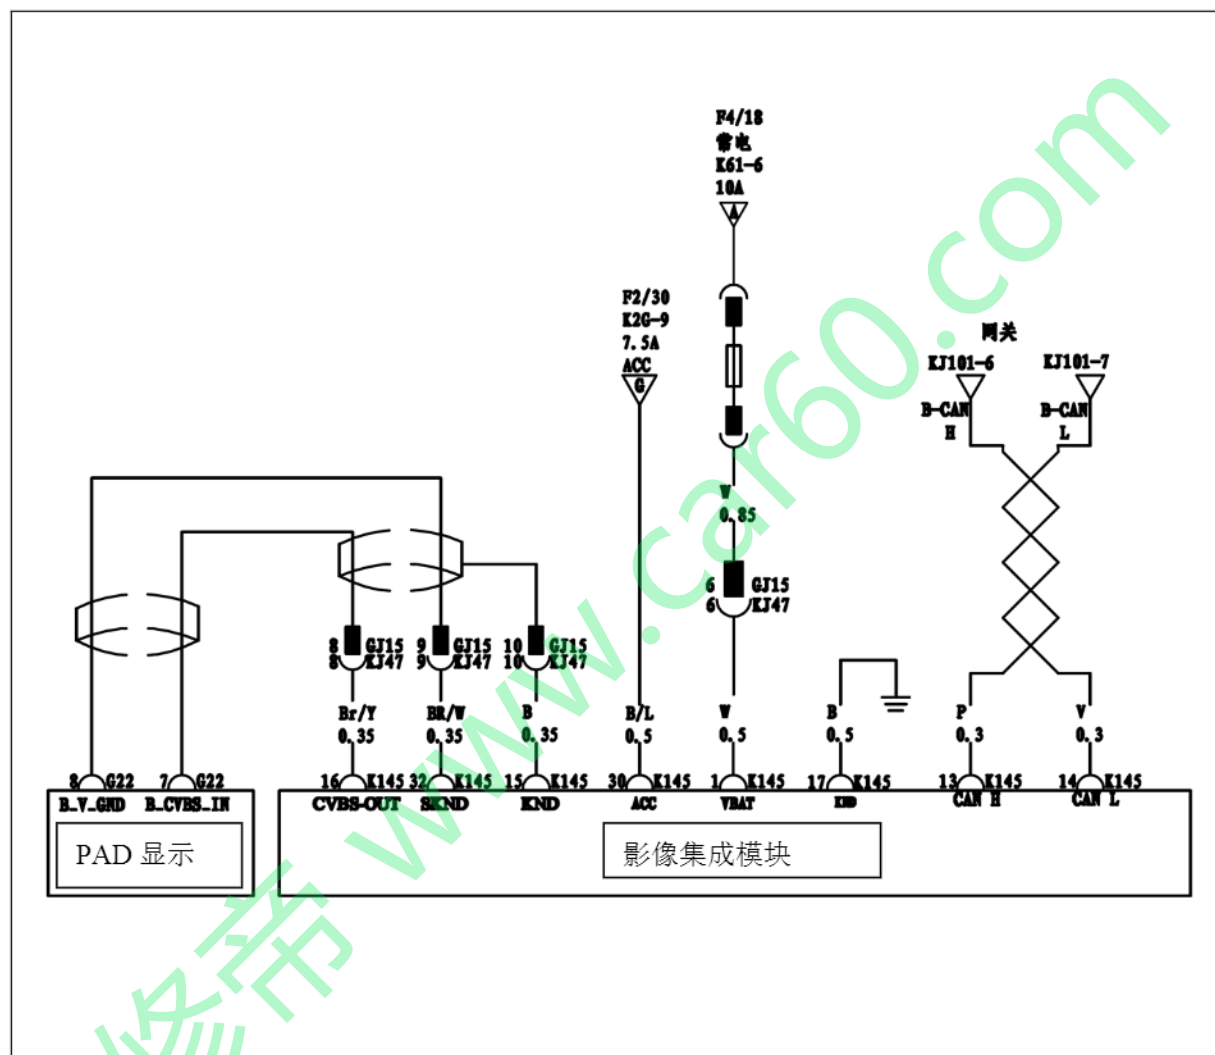 F4/18
常电
K61-6
10A
A
F2/30
K2G-9
7.5A
ACC
G
网关
KJ101-6
KJ101-7
B-CAN
H
B-CAN
L
W
0.85
6 GJ15
6 KJ47
8 GJ15
8 KJ47
9 GJ15
9 KJ47
10 GJ15
10 KJ47
Br/Y
0.35
BR/W
0.35
B
0.35
B/L
0.5
W
0.5
B
0.5
P
0.3
V
0.3
8 G22
7 G22
16 K145
32 K145
15 K145
30 K145
1 K145
17 K145
13 K145
14 K145
B_V_GND
B_CVBS_IN
CVBS-OUT
SKND
KND
ACC
VBAT
CAN H
CAN L
PAD 显示
影像集成模块
修帝 www.car60.com